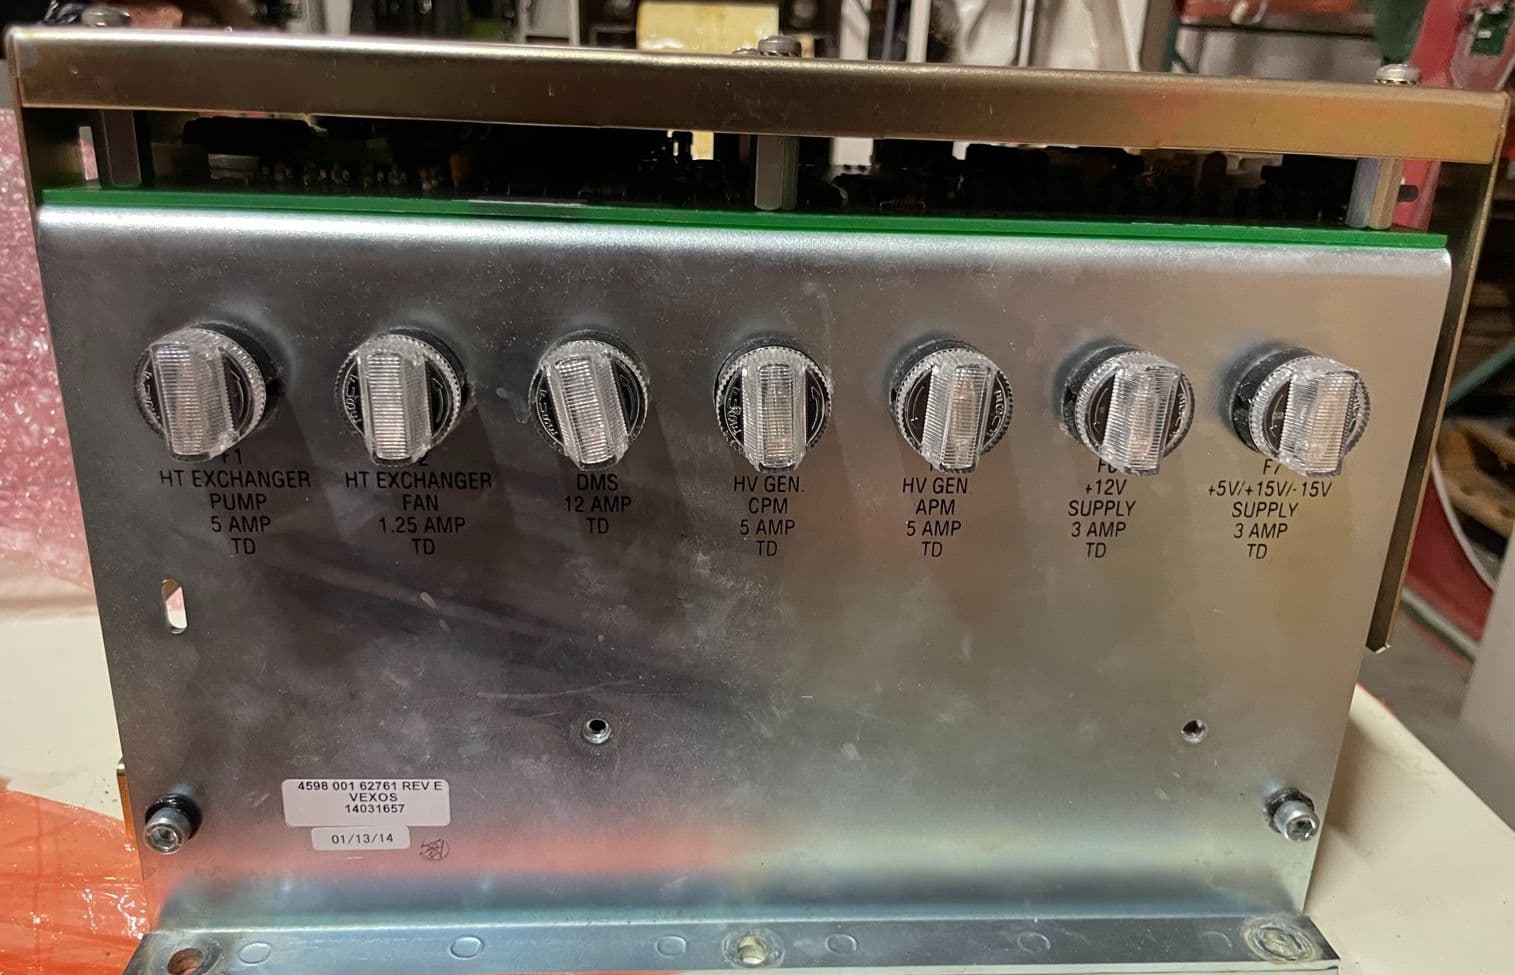 F1
HT EXCHANGER
PUMP
5 AMP
TD
HT EXCHANGER
FAN
1.25 AMP
TD
DMS
12 AMP
TD
HV GEN.
CPM
5 AMP
TD
HV GEN.
APM
5 AMP
TD
F6
+12V
SUPPLY
3 AMP
TD
F7
+5V/+15V/-15V
SUPPLY
3 AMP
TD
4598 001 62761 REV E
VEXOS
14031657
01/13/14